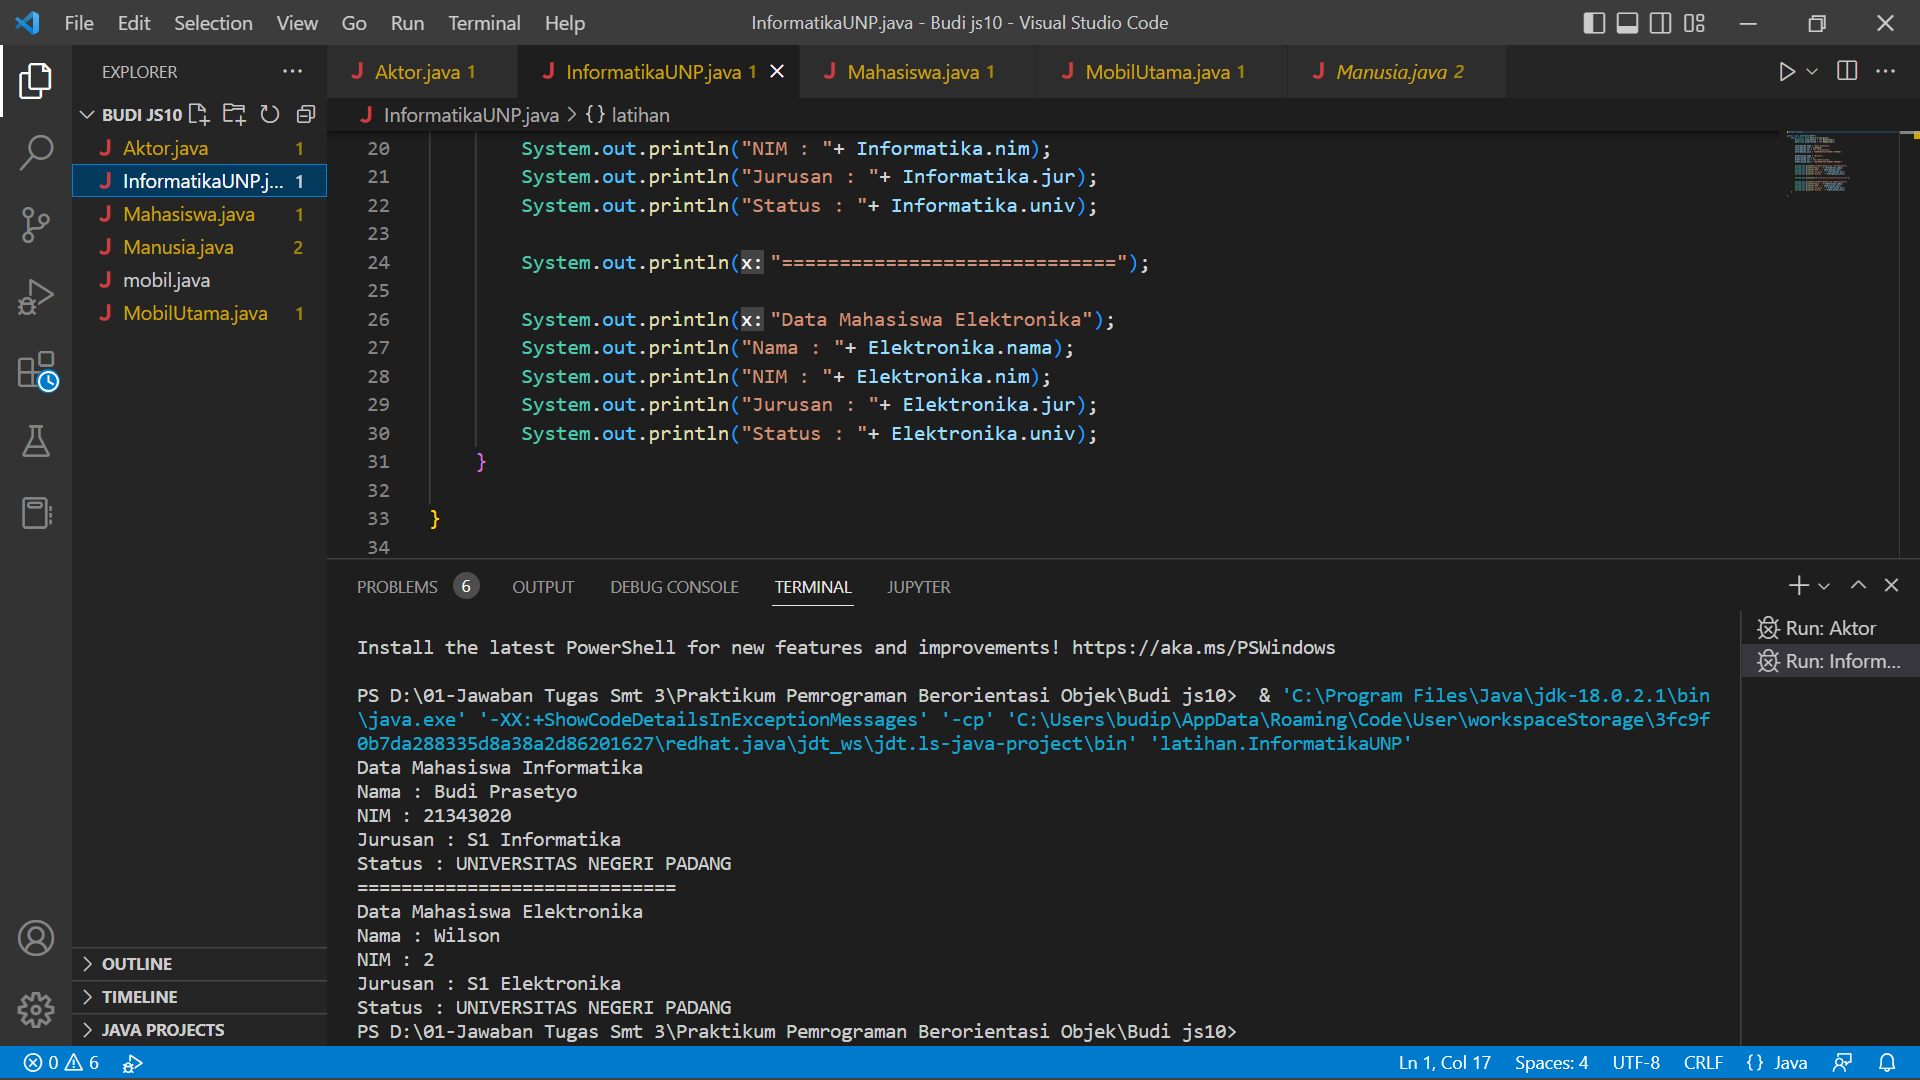 File Edit Selection View Go Run Terminal Help
InformatikaUNP.java - Budi js10 - Visual Studio Code
EXPLORER
BUDI JS10
Aktor.java 1
InformatikaUNP.j... 1
Mahasiswa.java 1
Manusia.java 2
mobil.java
MobilUtama.java 1
OUTLINE
TIMELINE
JAVA PROJECTS
Aktor.java 1 InformatikaUNP.java 1 Mahasiswa.java 1 MobilUtama.java 1 Manusia.java 2
InformatikaUNP.java > {} latihan
20 System.out.println("NIM : "+ Informatika.nim);
21 System.out.println("Jurusan : "+ Informatika.jur);
22 System.out.println("Status : "+ Informatika.univ);
23
24 System.out.println(x: "=============================");
25
26 System.out.println(x: "Data Mahasiswa Elektronika");
27 System.out.println("Nama : "+ Elektronika.nama);
28 System.out.println("NIM : "+ Elektronika.nim);
29 System.out.println("Jurusan : "+ Elektronika.jur);
30 System.out.println("Status : "+ Elektronika.univ);
31 }
32
33 }
34
PROBLEMS 6 OUTPUT DEBUG CONSOLE TERMINAL JUPYTER
Install the latest PowerShell for new features and improvements! https://aka.ms/PSWindows
PS D:\01-Jawaban Tugas Smt 3\Praktikum Pemrograman Berorientasi Objek\Budi js10>  & 'C:\Program Files\Java\jdk-18.0.2.1\bin
\java.exe' '-XX:+ShowCodeDetailsInExceptionMessages' '-cp' 'C:\Users\budip\AppData\Roaming\Code\User\workspaceStorage\3fc9f
0b7da288335d8a38a2d86201627\redhat.java\jdt_ws\jdt.ls-java-project\bin' 'latihan.InformatikaUNP'
Data Mahasiswa Informatika
Nama : Budi Prasetyo
NIM : 21343020
Jurusan : S1 Informatika
Status : UNIVERSITAS NEGERI PADANG
=============================
Data Mahasiswa Elektronika
Nama : Wilson
NIM : 2
Jurusan : S1 Elektronika
Status : UNIVERSITAS NEGERI PADANG
PS D:\01-Jawaban Tugas Smt 3\Praktikum Pemrograman Berorientasi Objek\Budi js10>
Run: Aktor
Run: Inform...
0 6
Ln 1, Col 17 Spaces: 4 UTF-8 CRLF {} Java